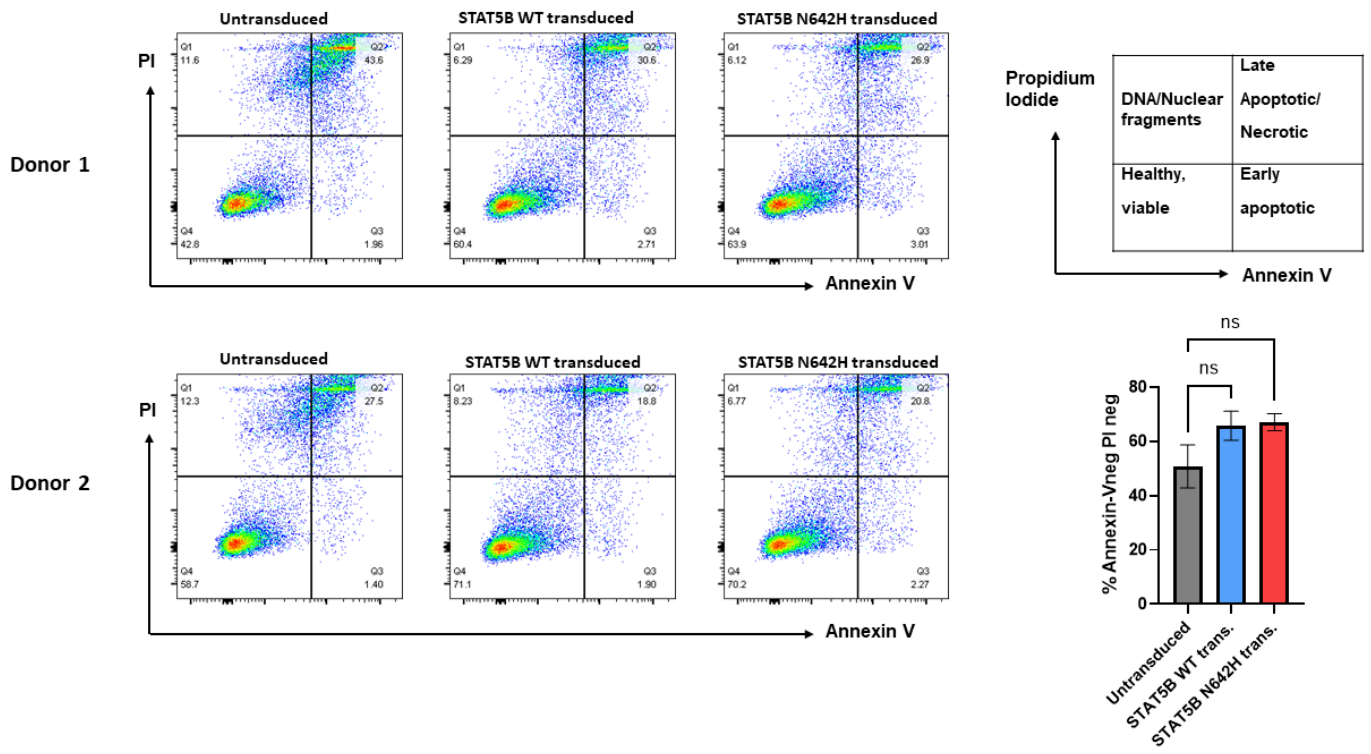 Untransduced
STAT5B WT transduced
STAT5B N642H transduced
PI
Q1
11.6
Q2
43.6
Q4
42.8
Q3
1.96
Q1
6.29
Q2
30.6
Q4
60.4
Q3
2.71
Q1
6.12
Q2
26.9
Q4
63.9
Q3
3.01
Donor 1
Annexin V
Propidium
Iodide
DNA/Nuclear
fragments
Late
Apoptotic/
Necrotic
Healthy,
viable
Early
apoptotic
Annexin V
Untransduced
STAT5B WT transduced
STAT5B N642H transduced
PI
Q1
12.3
Q2
27.5
Q4
58.7
Q3
1.40
Q1
8.23
Q2
18.8
Q4
71.1
Q3
1.90
Q1
6.77
Q2
20.8
Q4
70.2
Q3
2.27
Donor 2
Annexin V
ns
ns
% Annexin-Vneg PI neg
80
60
40
20
0
Untransduced
STAT5B WT trans.
STAT5B N642H trans.